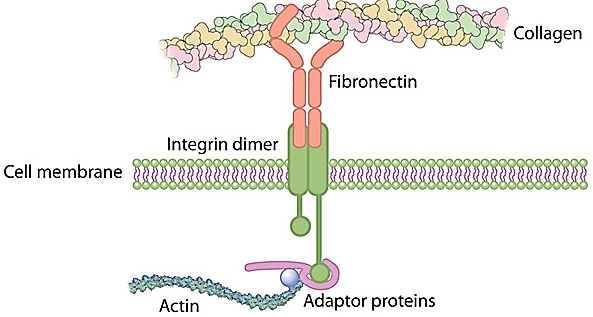 Collagen
Fibronectin
Integrin dimer
Cell membrane
Adaptor proteins
Actin